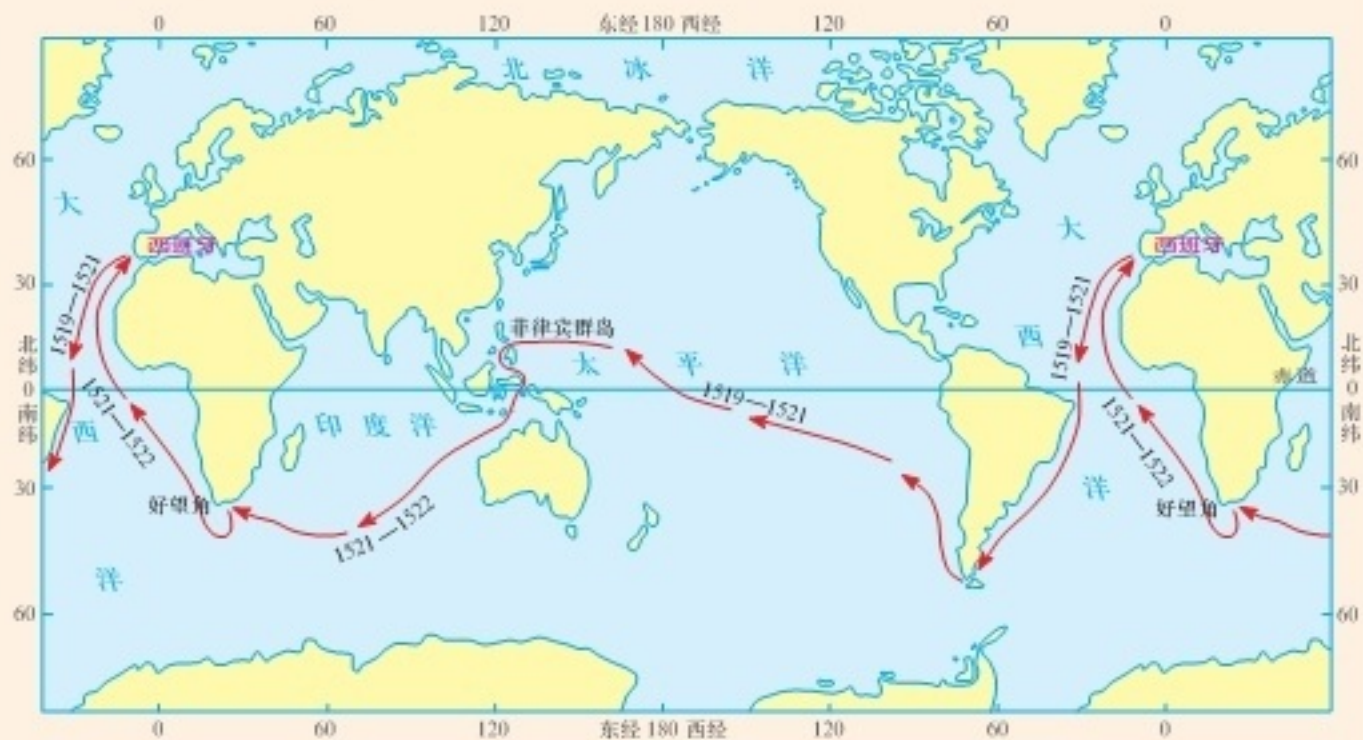 0 60 120 东经 180 西经 120 60 0
北 冰 洋
60 60
大 大
西班牙 西班牙
30 30
1519—1521 1519—1521
菲律宾群岛
太 平 洋
西
北纬 北纬
0 赤道 0
南纬 南纬
1519—1521
1521—1522 1521—1522
西 印 度 洋
30 洋 30
好望角 好望角
1521—1522
洋
60 60
0 60 120 东经 180 西经 120 60 0